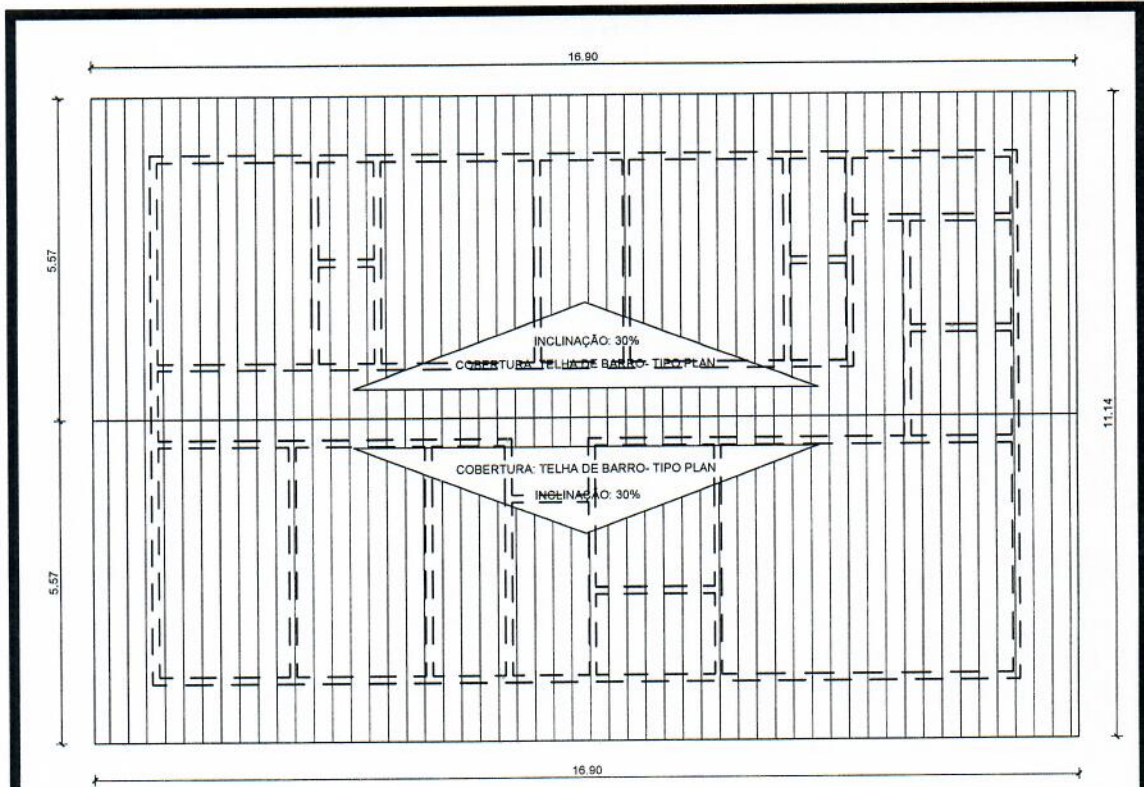 16.90
5.57
11.14
INCLINAÇÃO: 30%
COBERTURA: TELHA DE BARRO- TIPO PLAN
COBERTURA: TELHA DE BARRO- TIPO PLAN
INCLINAÇÃO: 30%
5.57
16.90